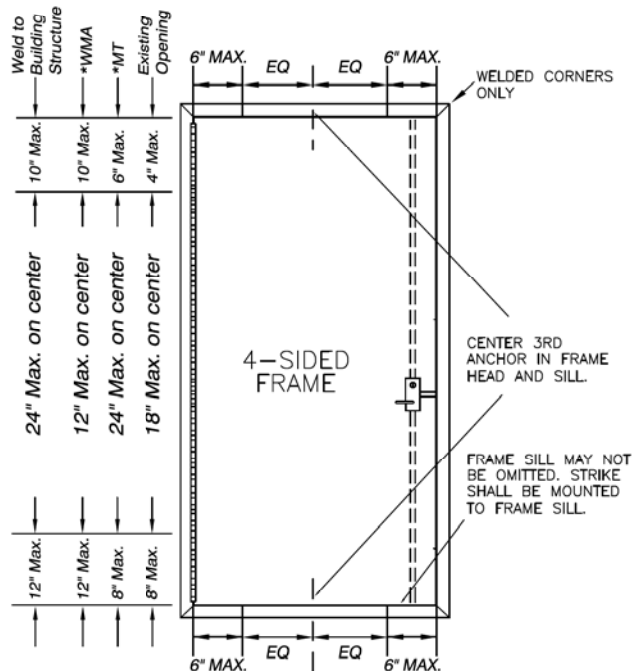 Weld to
Building
Structure
*WMA
*MT
Existing
Opening
6" MAX.
EQ
EQ
6" MAX.
WELDED CORNERS
ONLY
10" Max.
10" Max.
6" Max.
4" Max.
24" Max. on center
12" Max. on center
24" Max. on center
18" Max. on center
4-SIDED
FRAME
CENTER 3RD
ANCHOR IN FRAME
HEAD AND SILL.
FRAME SILL MAY NOT
BE OMITTED. STRIKE
SHALL BE MOUNTED
TO FRAME SILL.
12" Max.
12" Max.
8" Max.
8" Max.
6" MAX.
EQ
EQ
6" MAX.